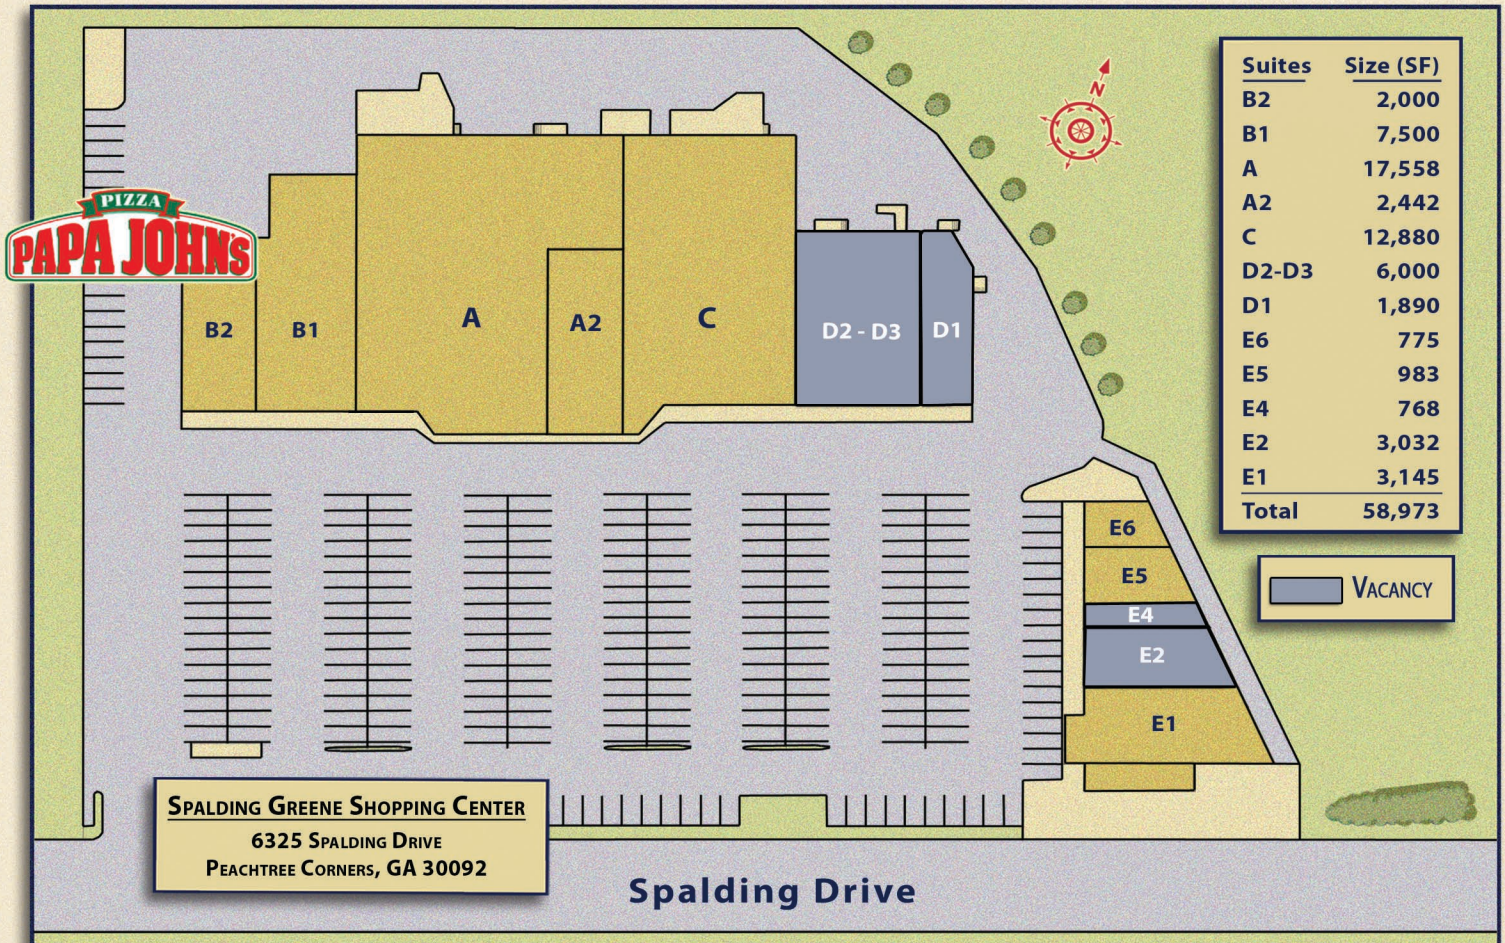 PIZZA
PAPA JOHN'S
B2
B1
A
A2
C
D2 - D3
D1
N
Suites Size (SF)
B2 2,000
B1 7,500
A 17,558
A2 2,442
C 12,880
D2-D3 6,000
D1 1,890
E6 775
E5 983
E4 768
E2 3,032
E1 3,145
Total 58,973
VACANCY
E6
E5
E4
E2
E1
SPALDING GREENE SHOPPING CENTER
6325 SPALDING DRIVE
PEACHTREE CORNERS, GA 30092
Spalding Drive